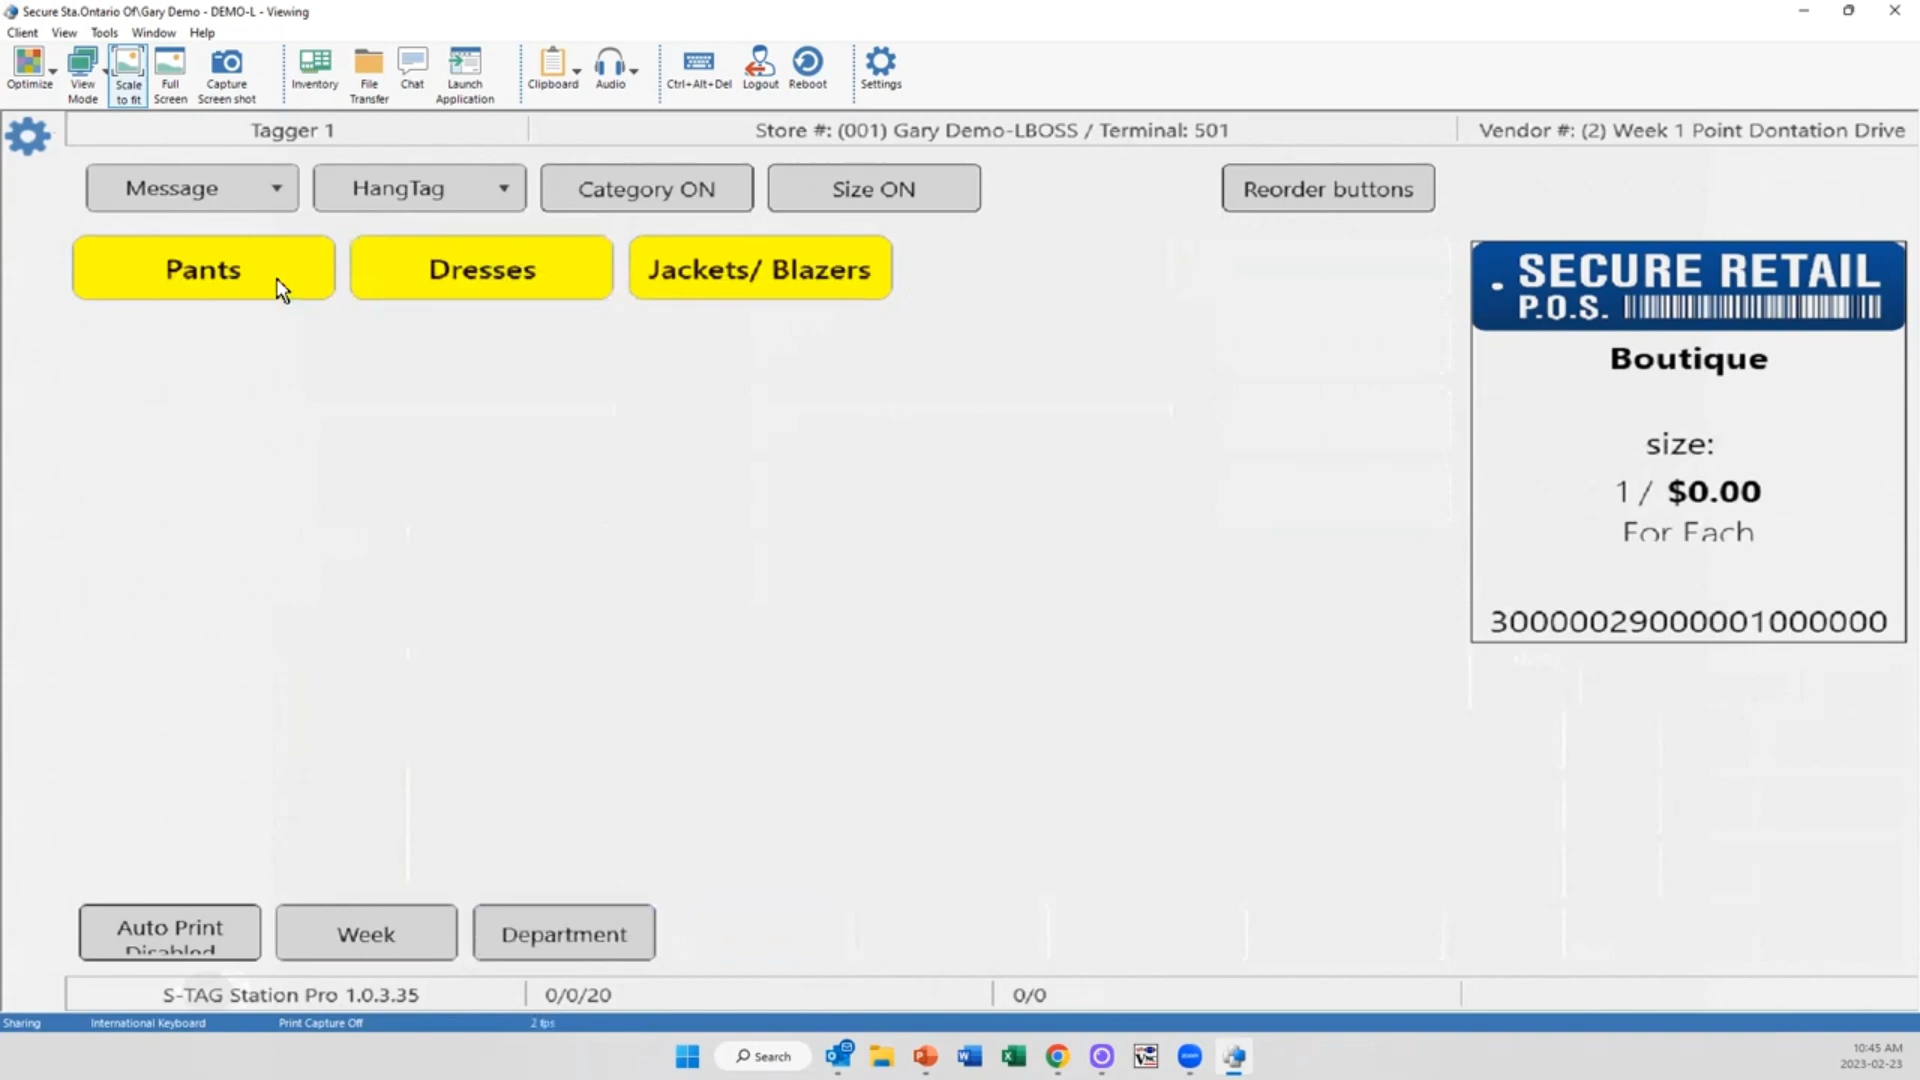 Secure Sta.Ontario Of\Gary Demo - DEMO-L - Viewing
Client View Tools Window Help
Optimize View Mode Scale to fit Full Screen Capture Screen shot Inventory File Transfer Chat Launch Application Clipboard Audio Ctrl+Alt+Del Logout Reboot Settings
Tagger 1 Store #: (001) Gary Demo-LBOSS / Terminal: 501 Vendor #: (2) Week 1 Point Dontation Drive
Message HangTag Category ON Size ON Reorder buttons
Pants Dresses Jackets/ Blazers
. SECURE RETAIL
P.O.S.
Boutique
size:
1 / $0.00
For Each
30000029000001000000
Auto Print
Disabled
Week Department
S-TAG Station Pro 1.0.3.35 0/0/20 0/0
Sharing International Keyboard Print Capture Off 2 fps
Search
10:45 AM
2023-02-23